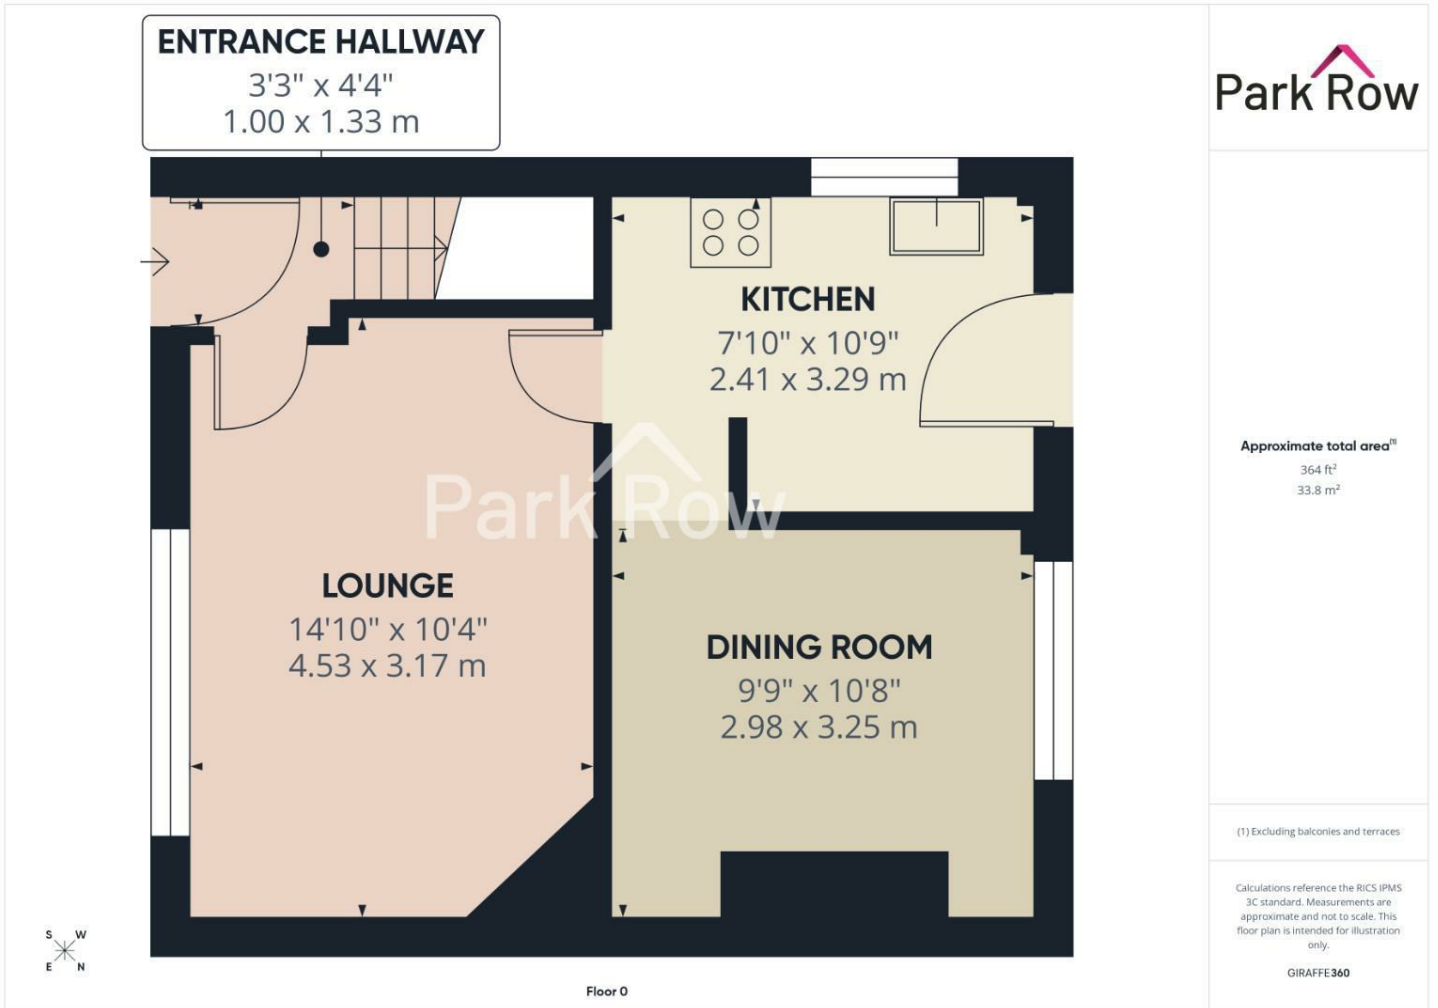 ENTRANCE HALLWAY
3'3" x 4'4"
1.00 x 1.33 m
KITCHEN
7'10" x 10'9"
2.41 x 3.29 m
Park Row
LOUNGE
14'10" x 10'4"
4.53 x 3.17 m
DINING ROOM
9'9" x 10'8"
2.98 x 3.25 m
S W
E N
Floor 0
Park Row
Approximate total area(1)
364 ft²
33.8 m²
(1) Excluding balconies and terraces
Calculations reference the RICS IPMS
3C standard. Measurements are
approximate and not to scale. This
floor plan is intended for illustration
only.
GIRAFFE360